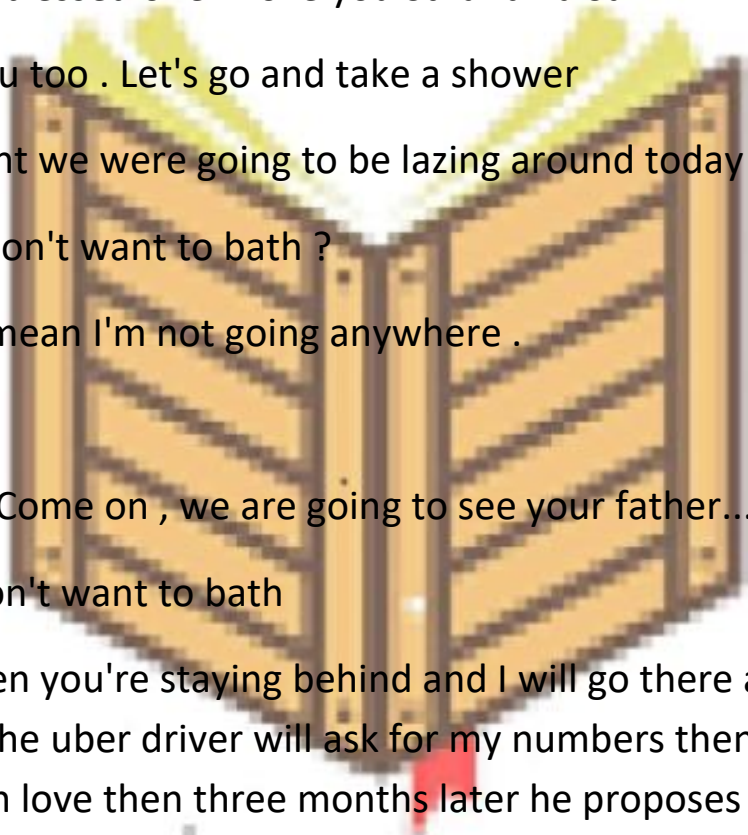 u too . Let's go and take a shower
nt we were going to be lazing around today
on't want to bath ?
mean I'm not going anywhere .
Come on , we are going to see your father...
n't want to bath
en you're staying behind and I will go there a
he uber driver will ask for my numbers then
love then three months later he proposes